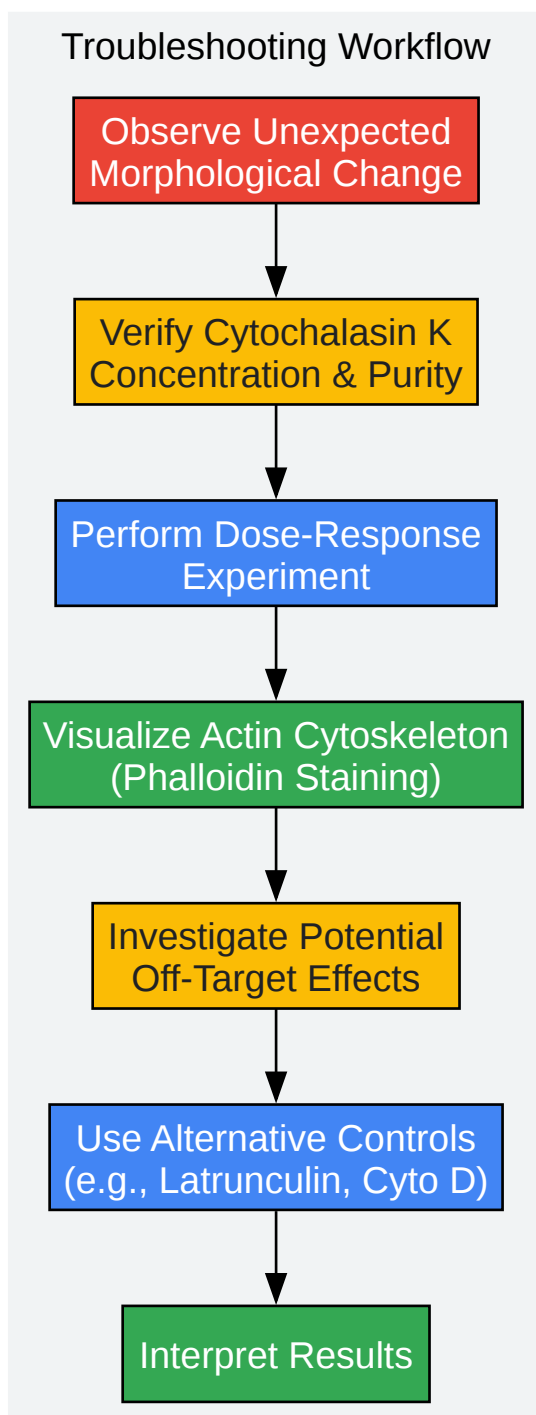 Troubleshooting Workflow
Observe Unexpected
Morphological Change
Verify Cytochalasin K
Concentration & Purity
Perform Dose-Response
Experiment
Visualize Actin Cytoskeleton
(Phalloidin Staining)
Investigate Potential
Off-Target Effects
Use Alternative Controls
(e.g., Latrunculin, Cyto D)
Interpret Results